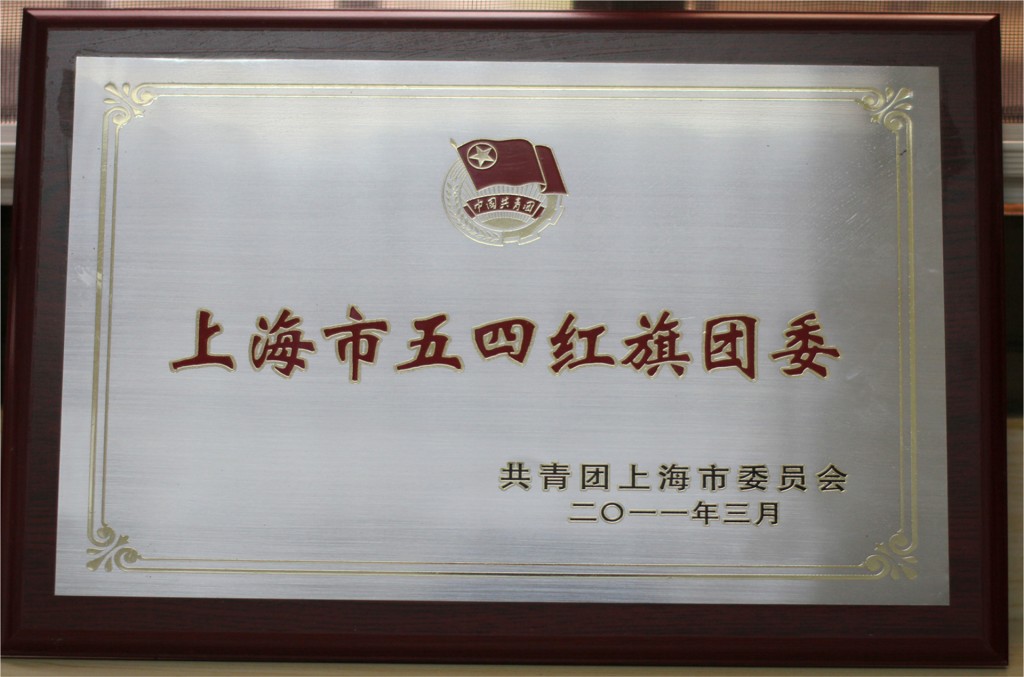 中国共青团
上海市五四红旗团委
共青团上海市委员会
二〇一一年三月